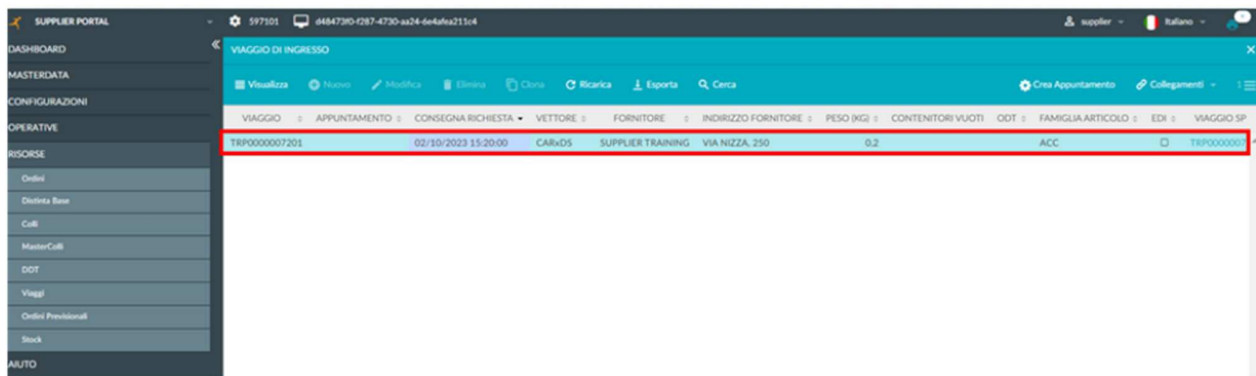 SUPPLIER PORTAL 597101 d48473f0-f287-4730-aa24-6e4afea211c4 supplier Italiano
DASHBOARD
MASTERDATA
CONFIGURAZIONI
OPERATIVE
RISORSE
Ordini
Distinta Base
Colli
MasterColli
DDT
Viaggi
Ordini Previsionali
Stock
AIUTO
VIAGGIO DI INGRESSO
Visualizza Nuovo Modifica Elimina Clona Ricarica Esporta Cerca Crea Appuntamento Collegamenti 1
VIAGGIO APPUNTAMENTO CONSEGNA RICHIESTA VETTORE FORNITORE INDIRIZZO FORNITORE PESO (KG) CONTENITORI VUOTI ODT FAMIGLIA ARTICOLO EDI VIAGGIO SP
TRP0000007201 02/10/2023 15:20:00 CARxDS SUPPLIER TRAINING VIA NIZZA, 250 0,2 ACC TRP0000007